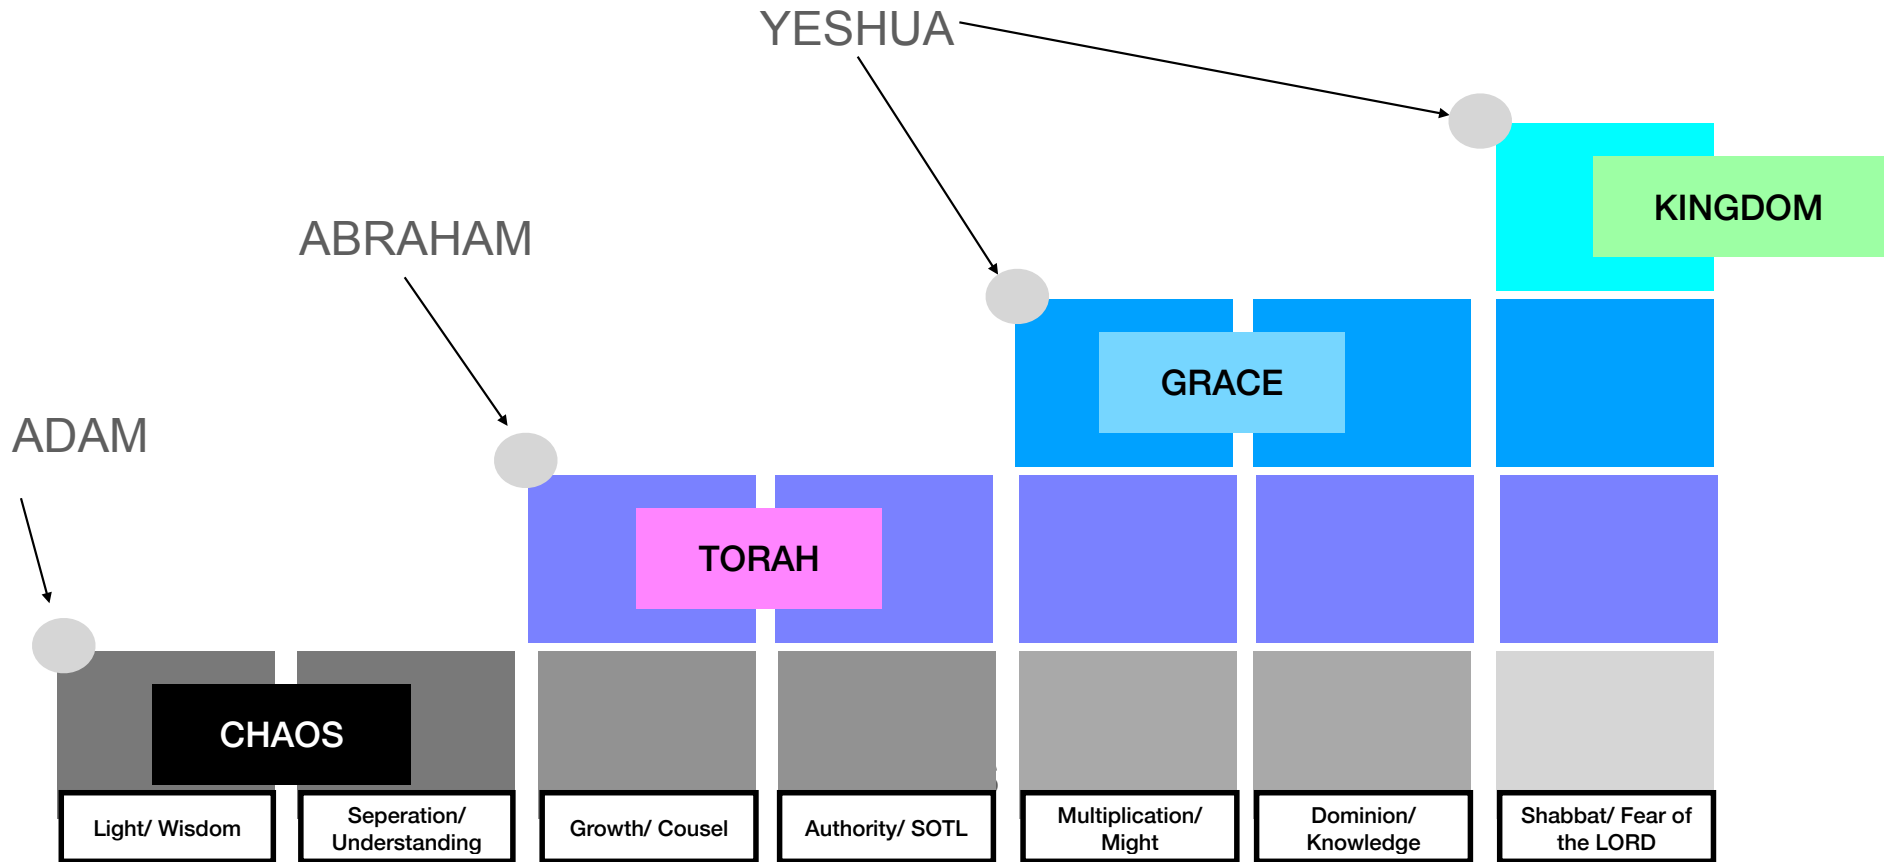 YESHUA
KINGDOM
ABRAHAM
GRACE
ADAM
TORAH
CHAOS
Light/ Wisdom
Seperation/
Understanding
Growth/ Cousel
Authority/ SOTL
Multiplication/
Might
Dominion/
Knowledge
Shabbat/ Fear of
the LORD